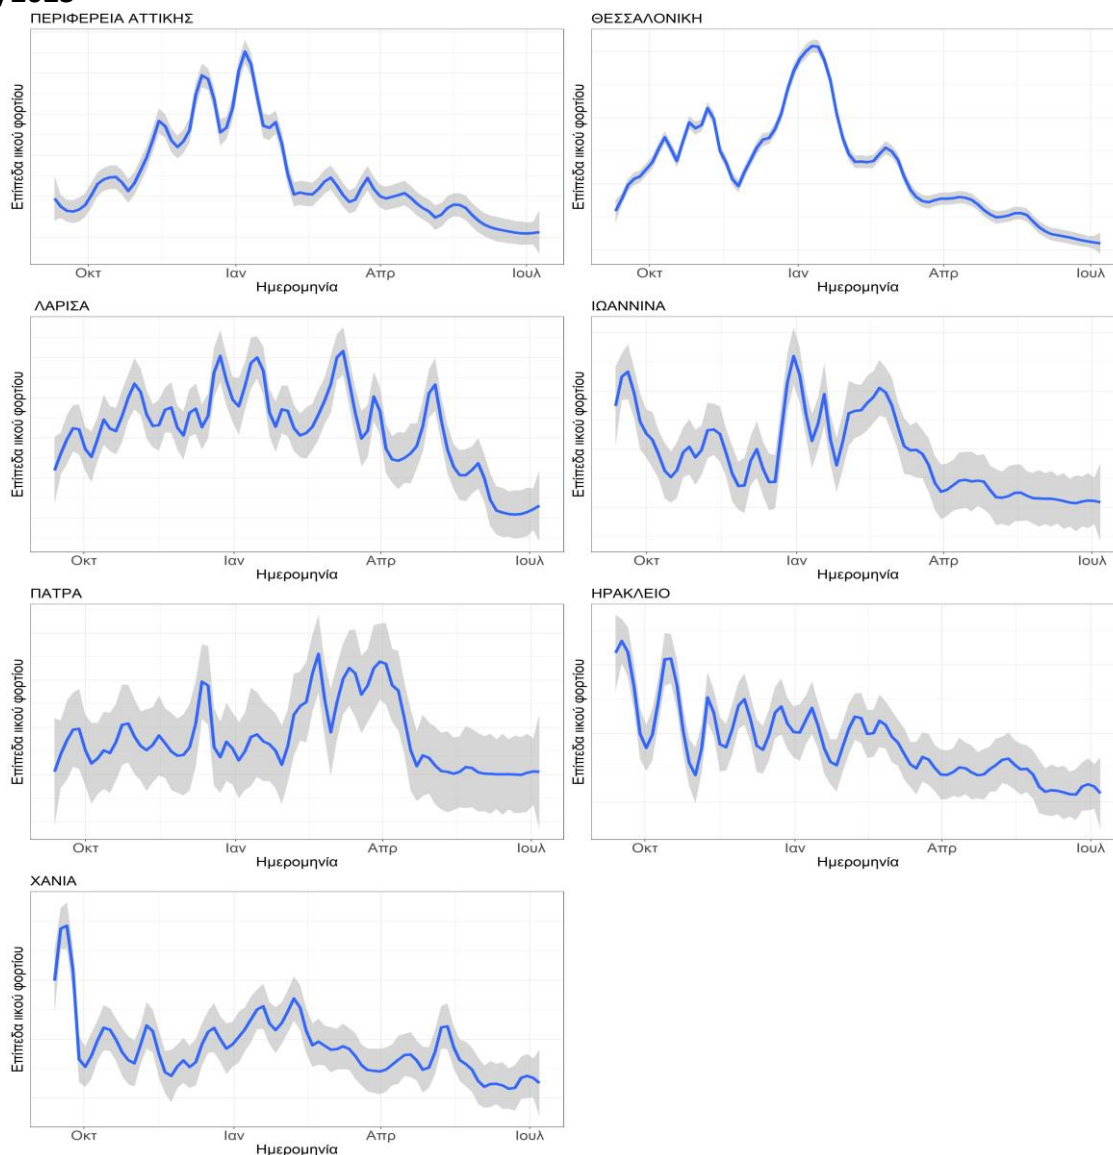 ΠΕΡΙΦΕΡΕΙΑ ΑΤΤΙΚΗΣ
Επίπεδα ιικού φορτίου
Οκτ Ιαν Απρ Ιουλ
Ημερομηνία
ΘΕΣΣΑΛΟΝΙΚΗ
Επίπεδα ιικού φορτίου
Οκτ Ιαν Απρ Ιουλ
Ημερομηνία
ΛΑΡΙΣΑ
Επίπεδα ιικού φορτίου
Οκτ Ιαν Απρ Ιουλ
Ημερομηνία
ΙΩΑΝΝΙΝΑ
Επίπεδα ιικού φορτίου
Οκτ Ιαν Απρ Ιουλ
Ημερομηνία
ΠΑΤΡΑ
Επίπεδα ιικού φορτίου
Οκτ Ιαν Απρ Ιουλ
Ημερομηνία
ΗΡΑΚΛΕΙΟ
Επίπεδα ιικού φορτίου
Οκτ Ιαν Απρ Ιουλ
Ημερομηνία
ΧΑΝΙΑ
Επίπεδα ιικού φορτίου
Οκτ Ιαν Απρ Ιουλ
Ημερομηνία